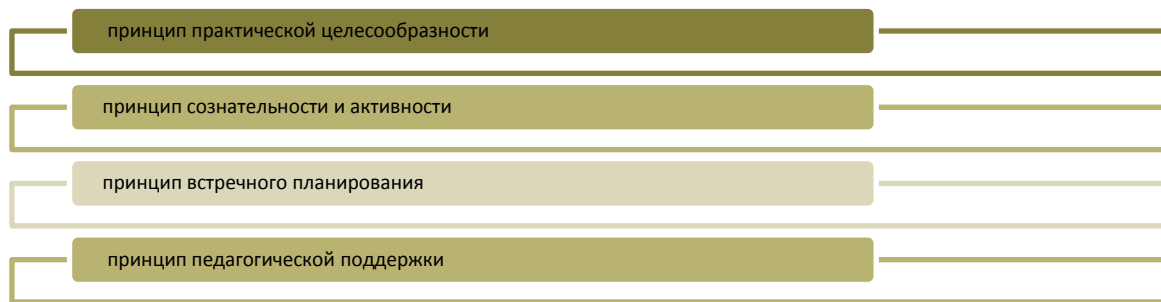 принцип практической целесообразности
принцип сознательности и активности
принцип встречного планирования
принцип педагогической поддержки